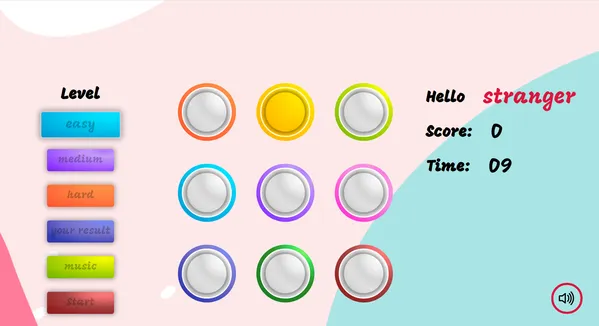 Level
easy
medium
hard
your result
music
start
Hello stranger
Score: 0
Time: 09